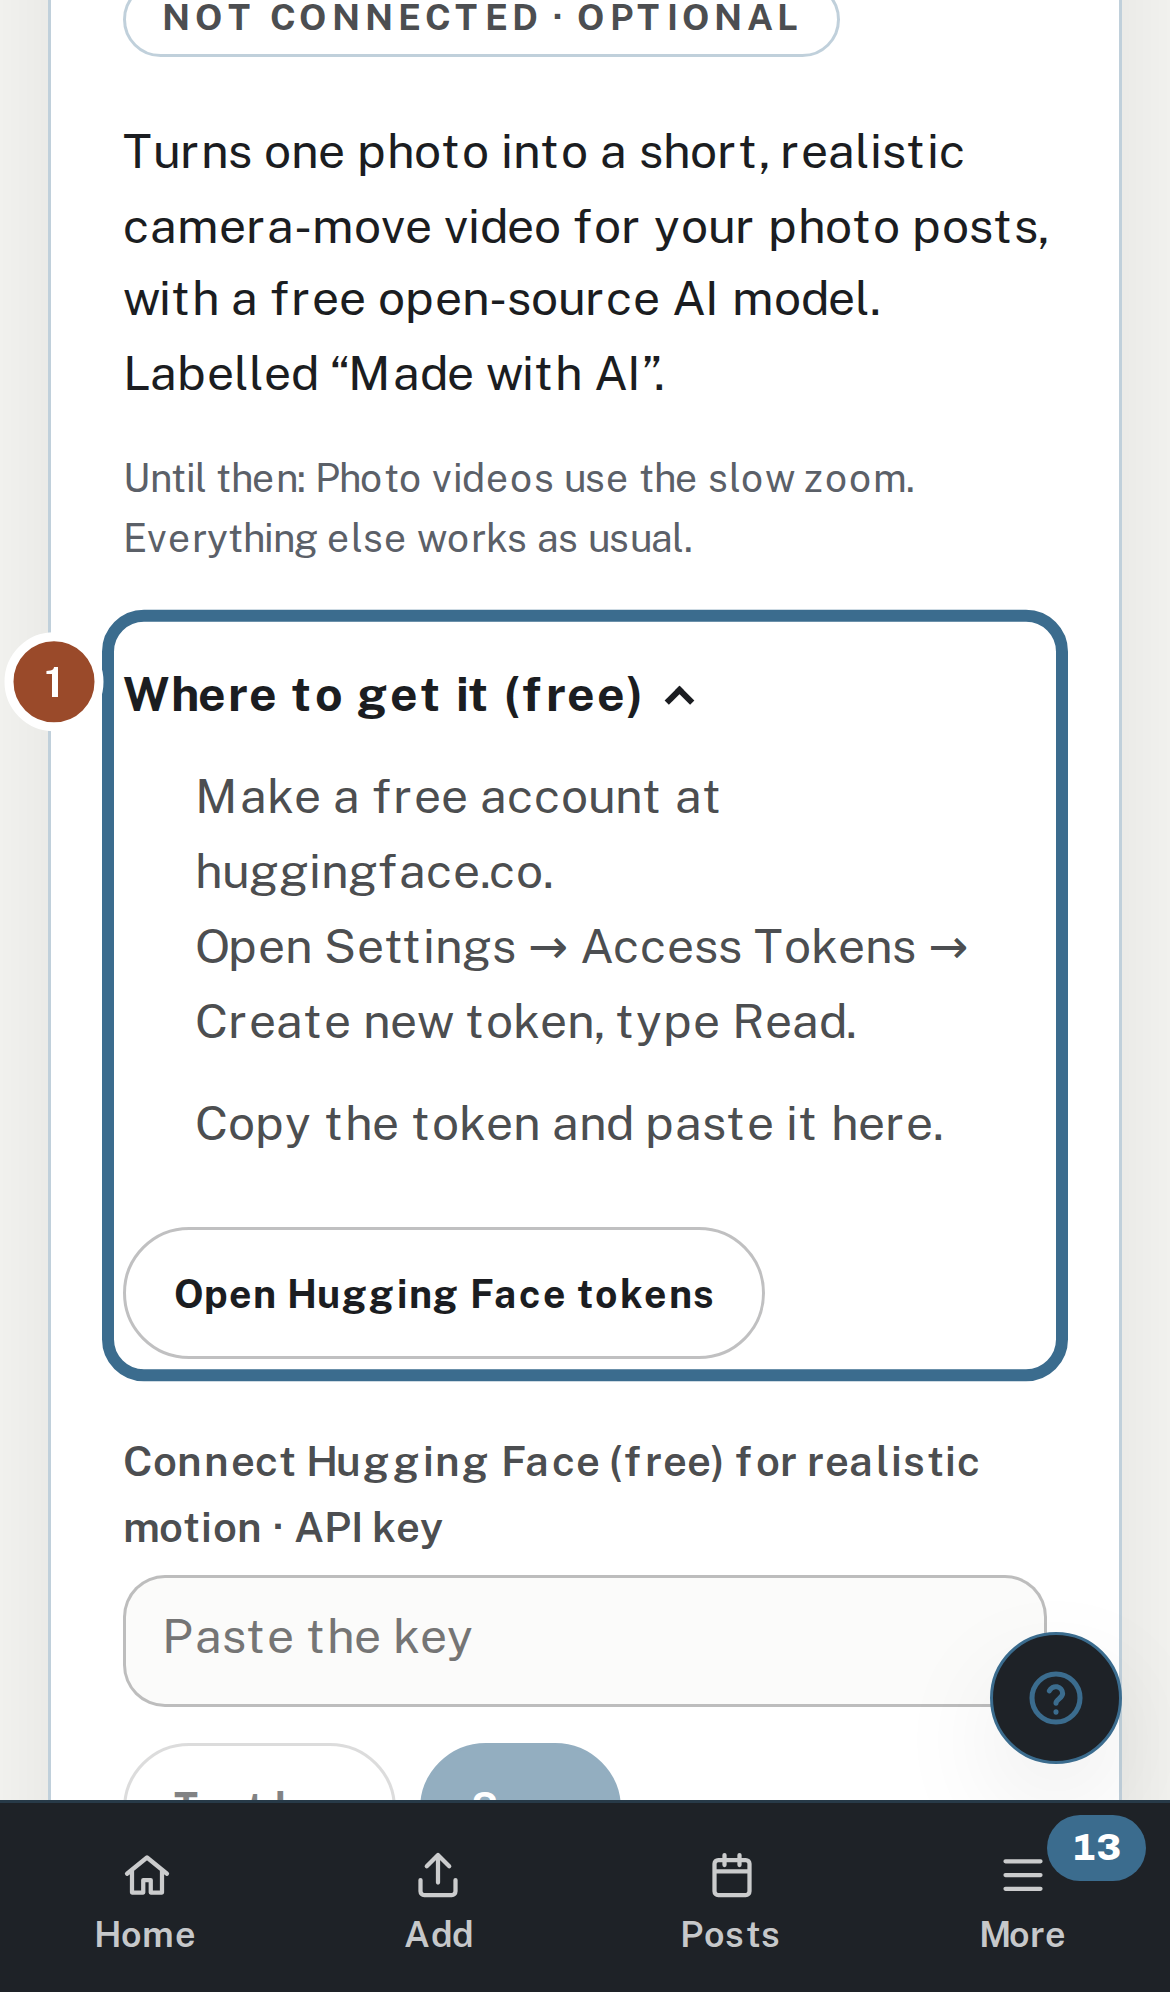 NOT CONNECTED · OPTIONAL
Turns one photo into a short, realistic
camera-move video for your photo posts,
with a free open-source AI model.
Labelled “Made with AI”.
Until then: Photo videos use the slow zoom.
Everything else works as usual.
1
Where to get it (free)
Make a free account at
huggingface.co.
Open Settings → Access Tokens →
Create new token, type Read.
Copy the token and paste it here.
Open Hugging Face tokens
Connect Hugging Face (free) for realistic
motion · API key
Paste the key
13
Home
Add
Posts
More